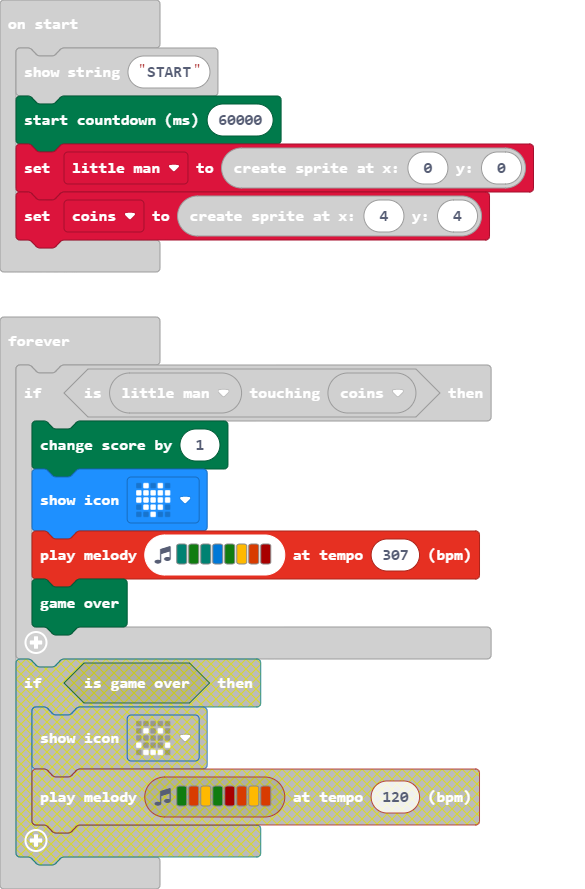 on start
show string "START"
start countdown (ms) 60000
set little man to create sprite at x: 0 y: 0
set coins to create sprite at x: 4 y: 4
forever
if is little man touching coins then
change score by 1
show icon
play melody at tempo 307 (bpm)
game over
if is game over then
show icon
play melody at tempo 120 (bpm)